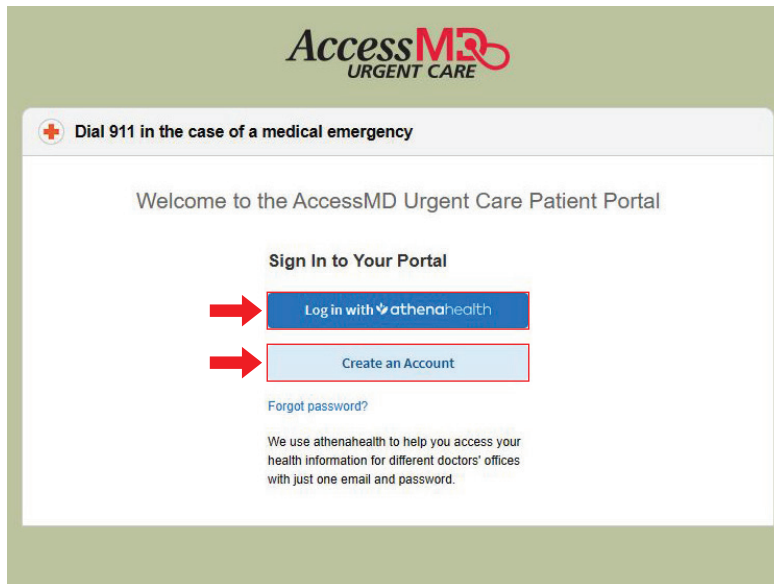 AccessMD
URGENT CARE
Dial 911 in the case of a medical emergency
Welcome to the AccessMD Urgent Care Patient Portal
Sign In to Your Portal
Log in with athenahealth
Create an Account
Forgot password?
We use athenahealth to help you access your
health information for different doctors' offices
with just one email and password.